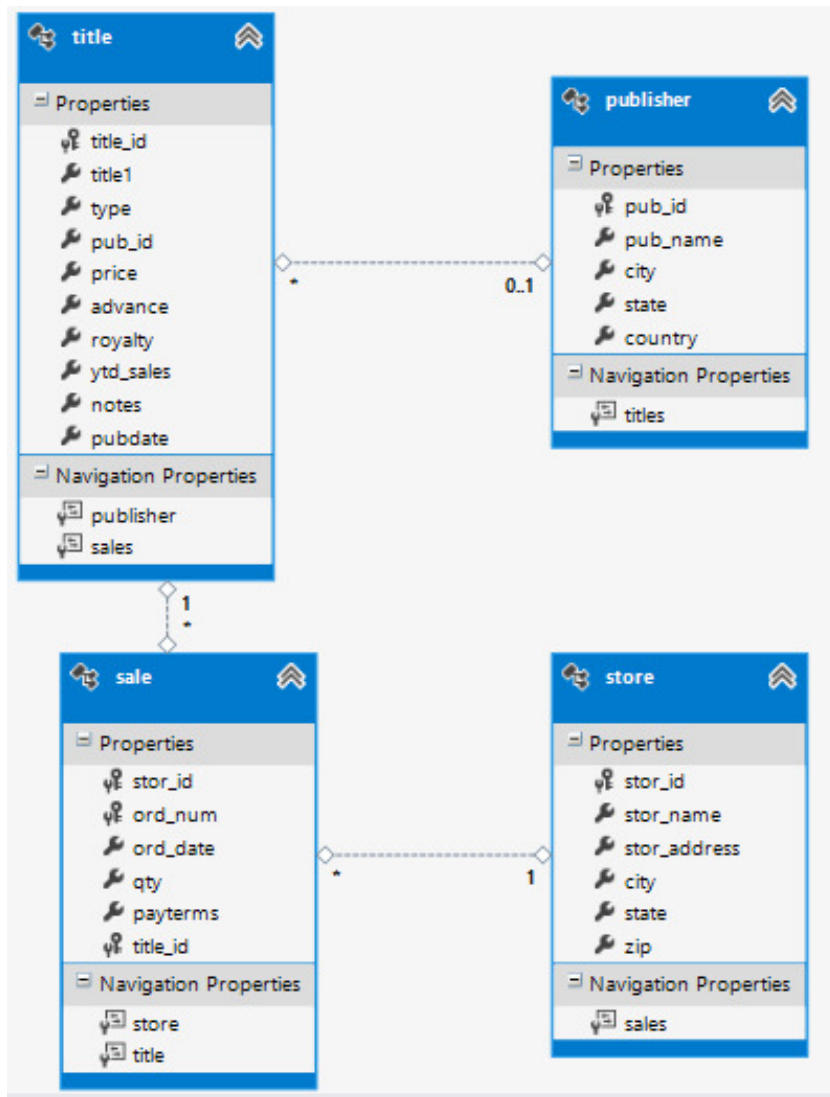 title
Properties
title_id
title1
type
pub_id
price
advance
royalty
ytd_sales
notes
pubdate
Navigation Properties
publisher
sales
publisher
Properties
pub_id
pub_name
city
state
country
Navigation Properties
titles
*
0..1
1
*
sale
Properties
stor_id
ord_num
ord_date
qty
payterms
title_id
Navigation Properties
store
title
*
1
store
Properties
stor_id
stor_name
stor_address
city
state
zip
Navigation Properties
sales